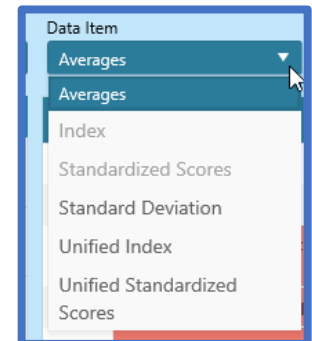 Data Item
Averages
Averages
Index
Standardized Scores
Standard Deviation
Unified Index
Unified Standardized
Scores